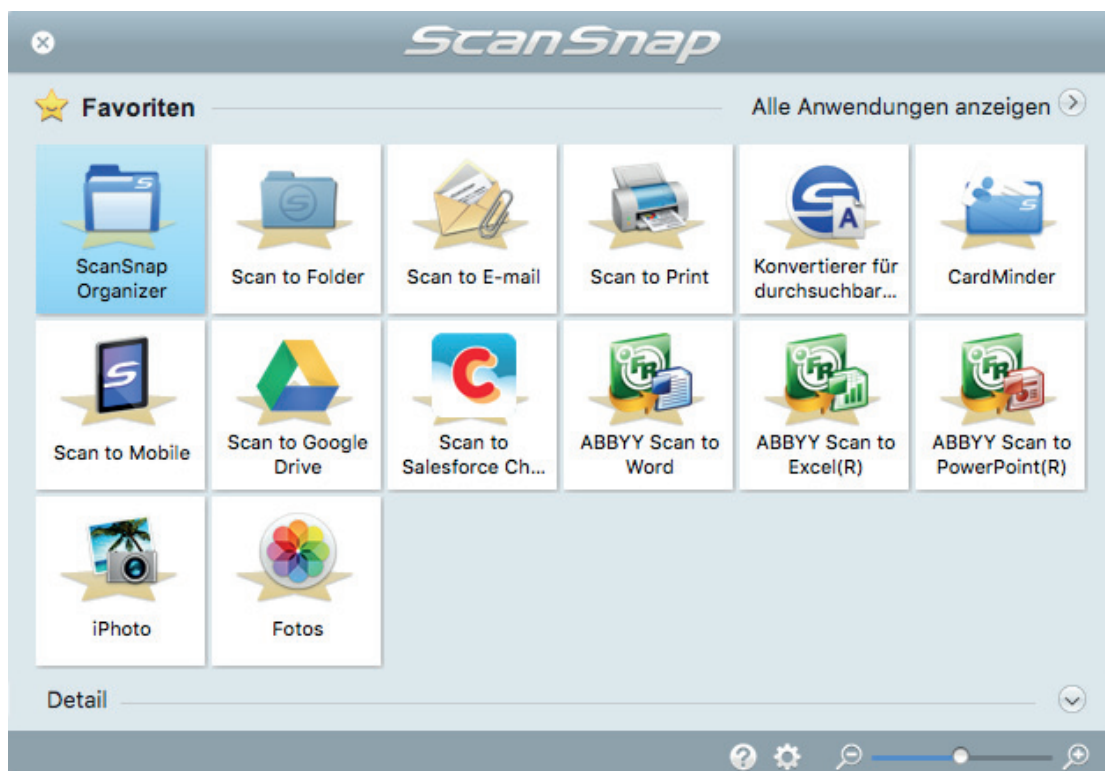 ScanSnap
Favoriten
Alle Anwendungen anzeigen
ScanSnap
Organizer
Scan to Folder
Scan to E-mail
Scan to Print
Konvertierer für
durchsuchbar...
CardMinder
Scan to Mobile
Scan to Google
Drive
Scan to
Salesforce Ch...
ABBYY Scan to
Word
ABBYY Scan to
Excel(R)
ABBYY Scan to
PowerPoint(R)
iPhoto
Fotos
Detail